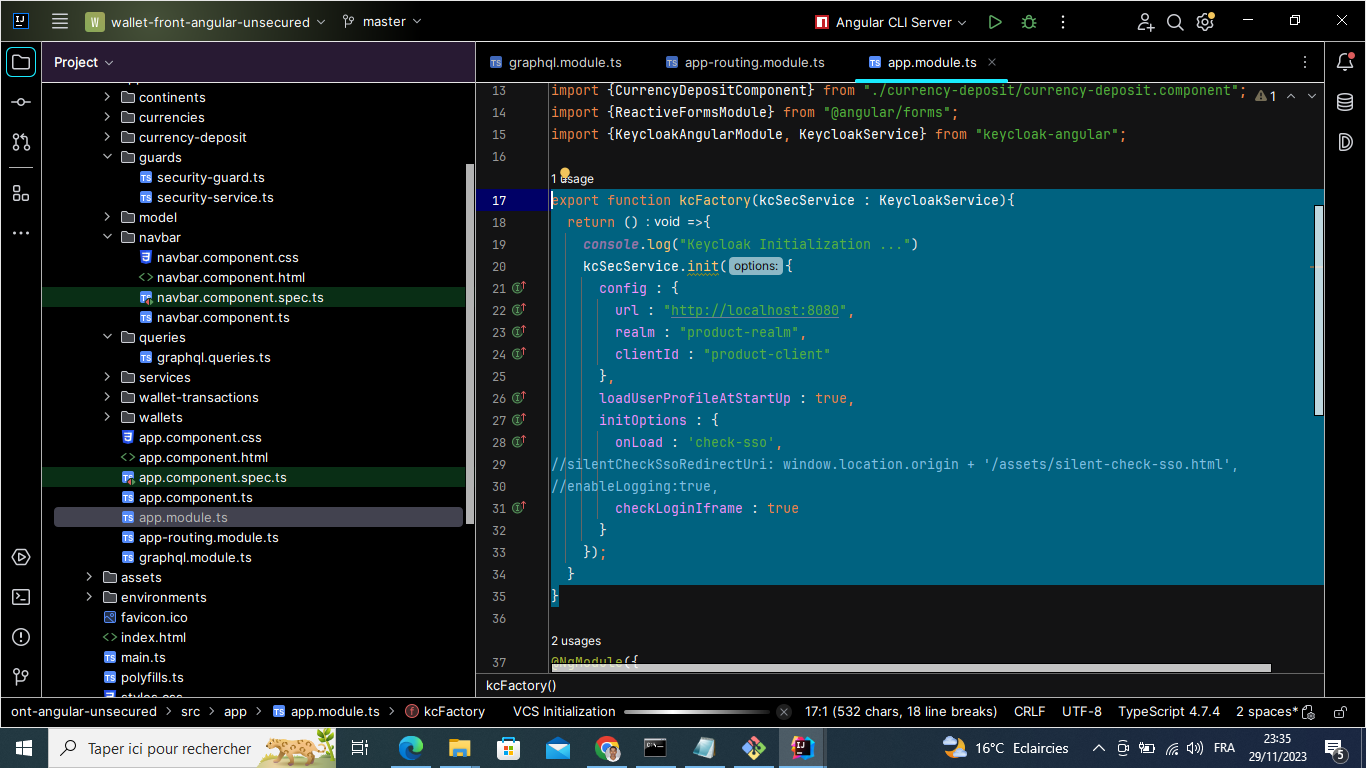 wallet-front-angular-unsecured
master
Angular CLI Server
Project
graphql.module.ts
app-routing.module.ts
app.module.ts
continents
currencies
currency-deposit
guards
security-guard.ts
security-service.ts
model
navbar
navbar.component.css
navbar.component.html
navbar.component.spec.ts
navbar.component.ts
queries
graphql.queries.ts
services
wallet-transactions
wallets
app.component.css
app.component.html
app.component.spec.ts
app.component.ts
app.module.ts
app-routing.module.ts
graphql.module.ts
assets
environments
favicon.ico
index.html
main.ts
polyfills.ts
styles.css
1
13 import {CurrencyDepositComponent} from "./currency-deposit/currency-deposit.component";
14 import {ReactiveFormsModule} from "@angular/forms";
15 import {KeycloakAngularModule, KeycloakService} from "keycloak-angular";
16
1 usage
17 export function kcFactory(kcSecService : KeycloakService){
18 return () : void =>{
19 console.log("Keycloak Initialization ...")
20 kcSecService.init( options: {
21 config : {
22 url : "http://localhost:8080",
23 realm : "product-realm",
24 clientId : "product-client"
25 },
26 loadUserProfileAtStartUp : true,
27 initOptions : {
28 onLoad : 'check-sso',
29 //silentCheckSsoRedirectUri: window.location.origin + '/assets/silent-check-sso.html',
30 //enableLogging:true,
31 checkLoginIframe : true
32 }
33 });
34 }
35 }
36
2 usages
37 @NgModule({
kcFactory()
ont-angular-unsecured > src > app > app.module.ts > kcFactory
VCS Initialization
17:1 (532 chars, 18 line breaks)
CRLF
UTF-8
TypeScript 4.7.4
2 spaces*
Taper ici pour rechercher
16°C Eclaircies
FRA
23:35
29/11/2023
5